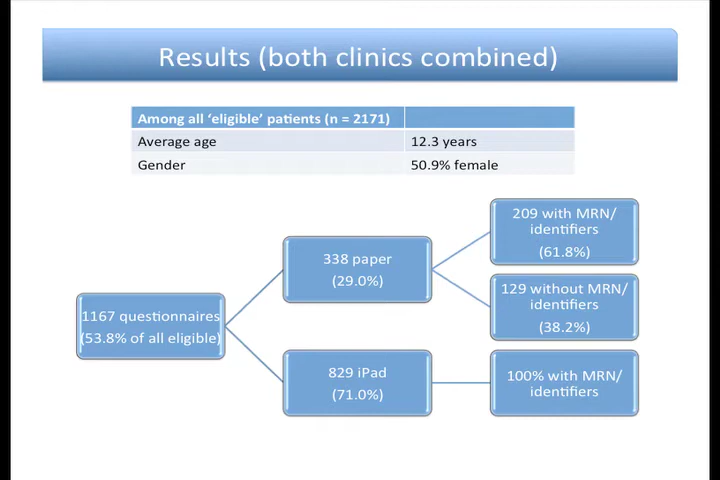 Results (both clinics combined)
Among all ‘eligible’ patients (n = 2171)
Average age 12.3 years
Gender 50.9% female
209 with MRN/
identifiers
(61.8%)
338 paper
(29.0%)
129 without MRN/
identifiers
(38.2%)
1167 questionnaires
(53.8% of all eligible)
829 iPad
(71.0%)
100% with MRN/
identifiers